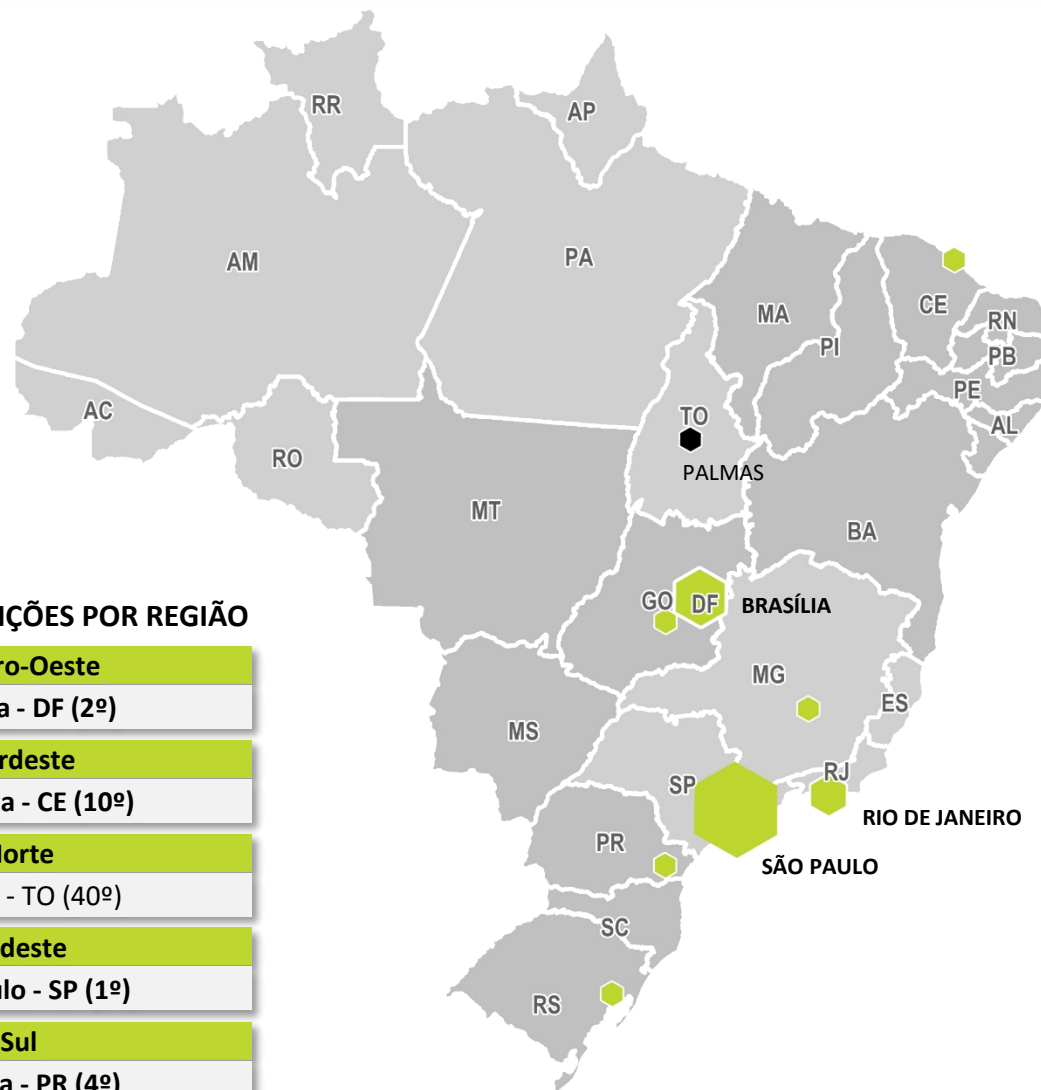 RR
AP
AM
PA
MA
CE
RN
PI
PB
PE
AC
TO
AL
RO
PALMAS
MT
BA
GO
DF
BRASÍLIA
IÇÕES POR REGIÃO
ro-Oeste
a - DF (2º)
MG
ES
MS
rdeste
a - CE (10º)
RJ
SP
RIO DE JANEIRO
PR
SÃO PAULO
Norte
- TO (40º)
SC
deste
lo - SP (1º)
RS
Sul
a - PR (4º)